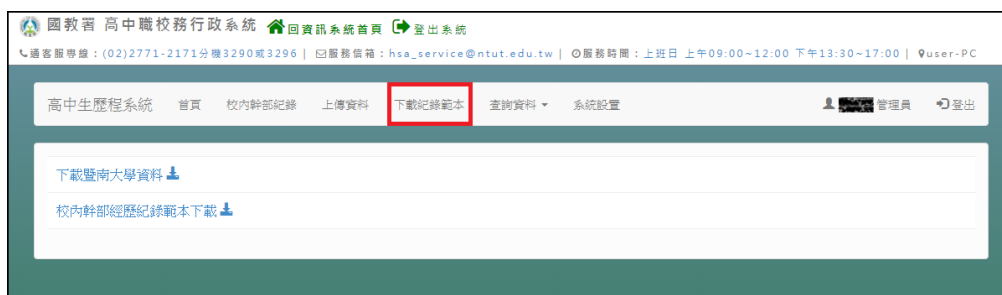 國教署 高中職校務行政系統 回資訊系統首頁 登出系統
通客服專線：(02)2771-2171分機3290或3296 | 服務信箱：hsa_service@ntut.edu.tw | 服務時間：上班日 上午09:00~12:00 下午13:30~17:00 | user-PC
高中生歷程系統 首頁 校內幹部紀錄 上傳資料 下載紀錄範本 查詢資料 系統設置 管理員 登出
下載暨南大學資料
校內幹部經歷紀錄範本下載